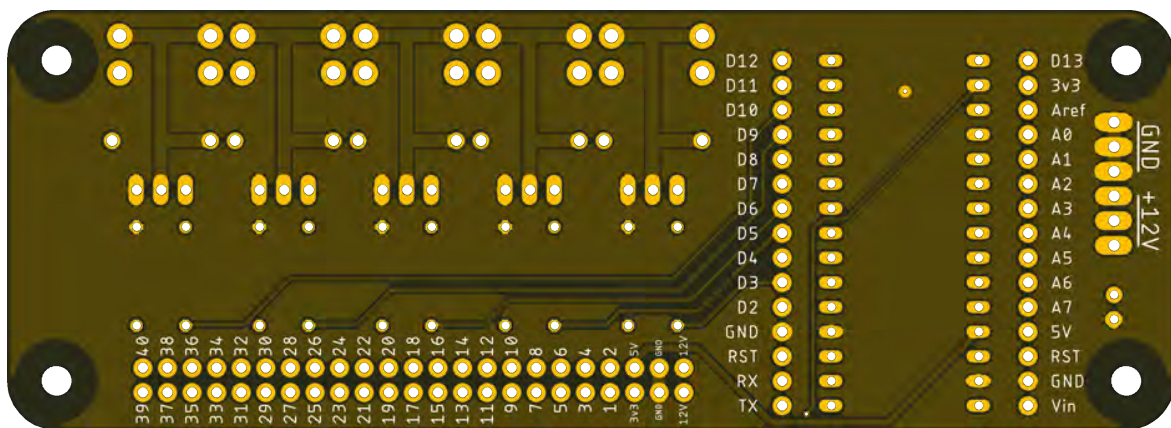 D12
D11
D10
D9
D8
D7
D6
D5
D4
D3
D2
GND
RST
RX
TX
D13
3v3
Aref
A0
A1
A2
A3
A4
A5
A6
A7
5V
RST
GND
Vin
GND +12V
40 38 36 34 32 30 28 26 24 22 20 18 16 14 12 10 8 6 4 2 5V GND 12V
39 37 35 33 31 29 27 25 23 21 19 17 15 13 11 9 7 5 3 1 3v3 GND 12V